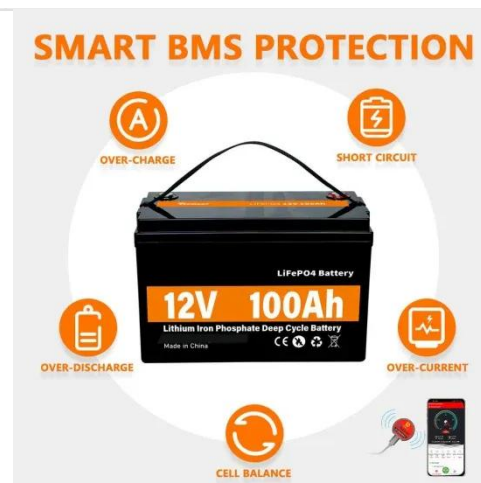 SMART BMS PROTECTION
OVER-CHARGE
SHORT CIRCUIT
LiFePO4 Battery
12V 100Ah
Lithium Iron Phosphate Deep Cycle Battery
Made in China
CE
OVER-DISCHARGE
OVER-CURRENT
CELL BALANCE